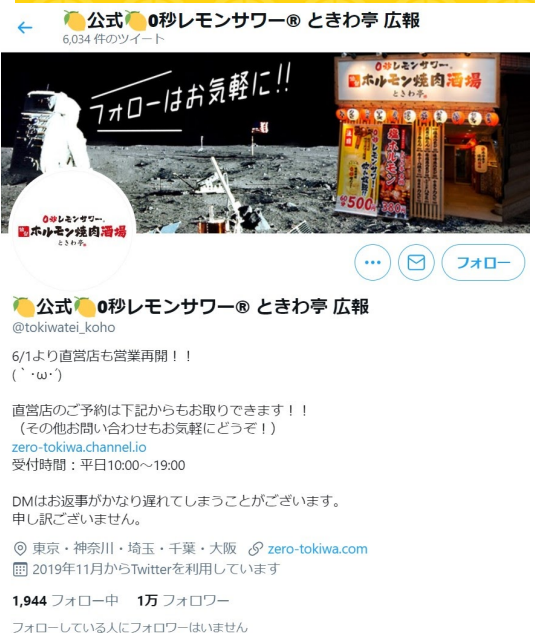 🍋公式🍋0秒レモンサワー® ときわ亭 広報
6,034 件のツイート
フォローはお気軽に!!
0秒レモンサワー。
ホルモン焼肉酒場
ときわ亭。
塩ホルモン
500
380
0秒レモンサワー。
ホルモン焼肉酒場
ときわ亭。
フォロー
🍋公式🍋0秒レモンサワー® ときわ亭 広報
@tokiwatei_koho
6/1より直営店も営業再開！！
(｀･ω･´)
直営店のご予約は下記からもお取りできます！！
（その他お問い合わせもお気軽にどうぞ！）
zero-tokiwa.channel.io
受付時間：平日10:00～19:00
DMはお返事がかなり遅れてしまうことがございます。
申し訳ございません。
東京・神奈川・埼玉・千葉・大阪 zero-tokiwa.com
2019年11月からTwitterを利用しています
1,944 フォロー中 1万 フォロワー
フォローしている人にフォロワーはいません